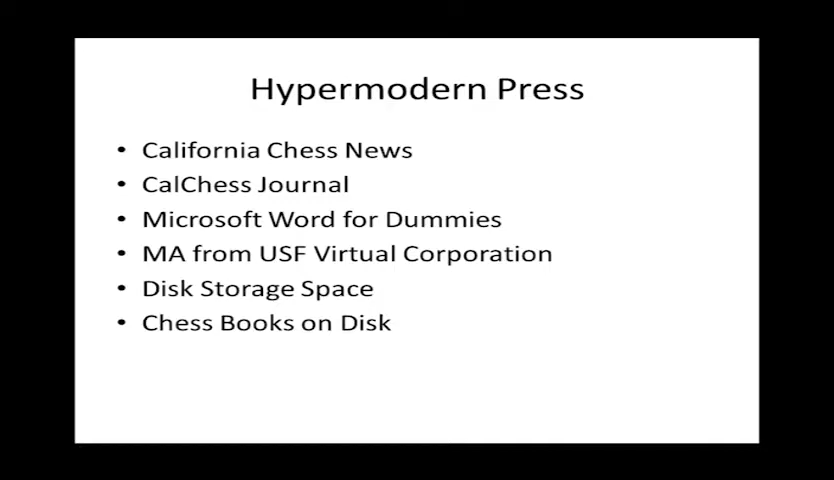 Hypermodern Press
• California Chess News
• CalChess Journal
• Microsoft Word for Dummies
• MA from USF Virtual Corporation
• Disk Storage Space
• Chess Books on Disk